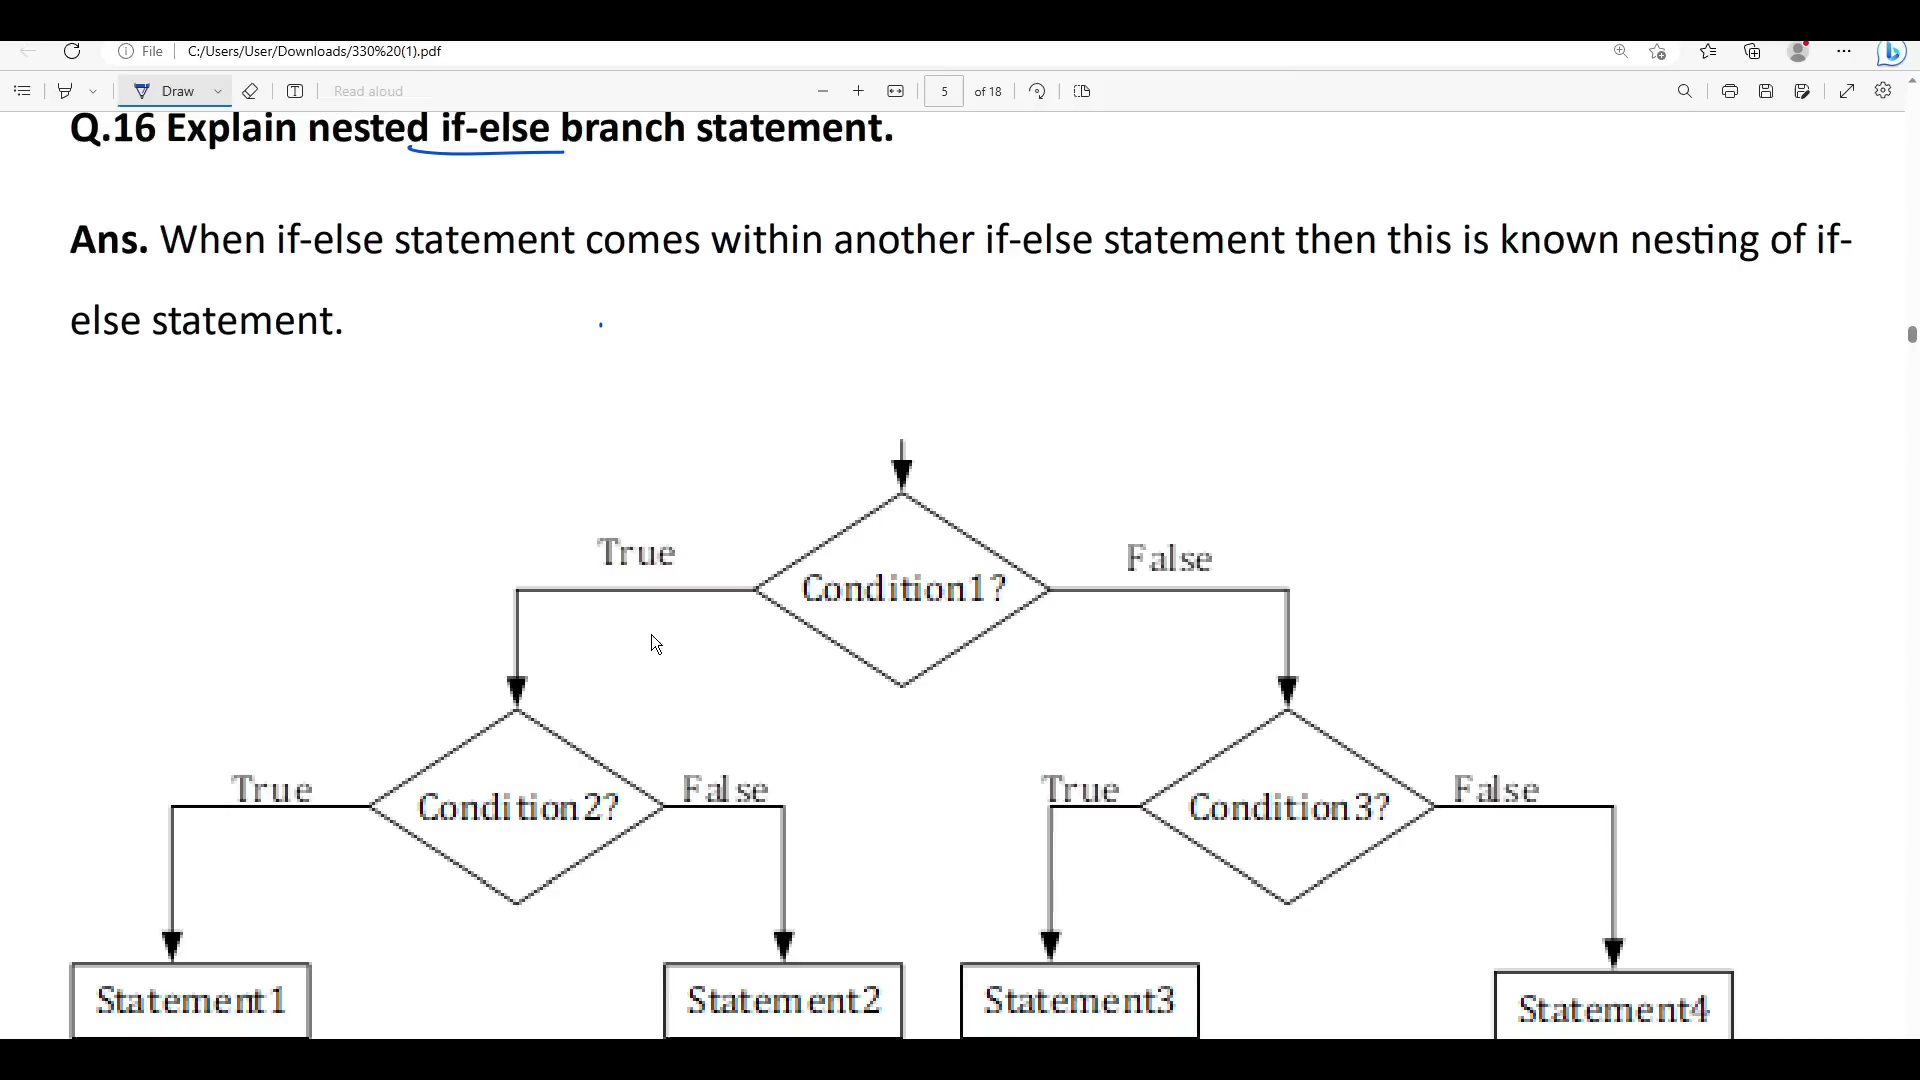 File C:/Users/User/Downloads/330%20(1).pdf
Draw Read aloud 5 of 18
Q.16 Explain nested if-else branch statement.
Ans. When if-else statement comes within another if-else statement then this is known nesting of if-
else statement.
True False
Condition1?
True False True False
Condition2? Condition3?
Statement1 Statement2 Statement3 Statement4